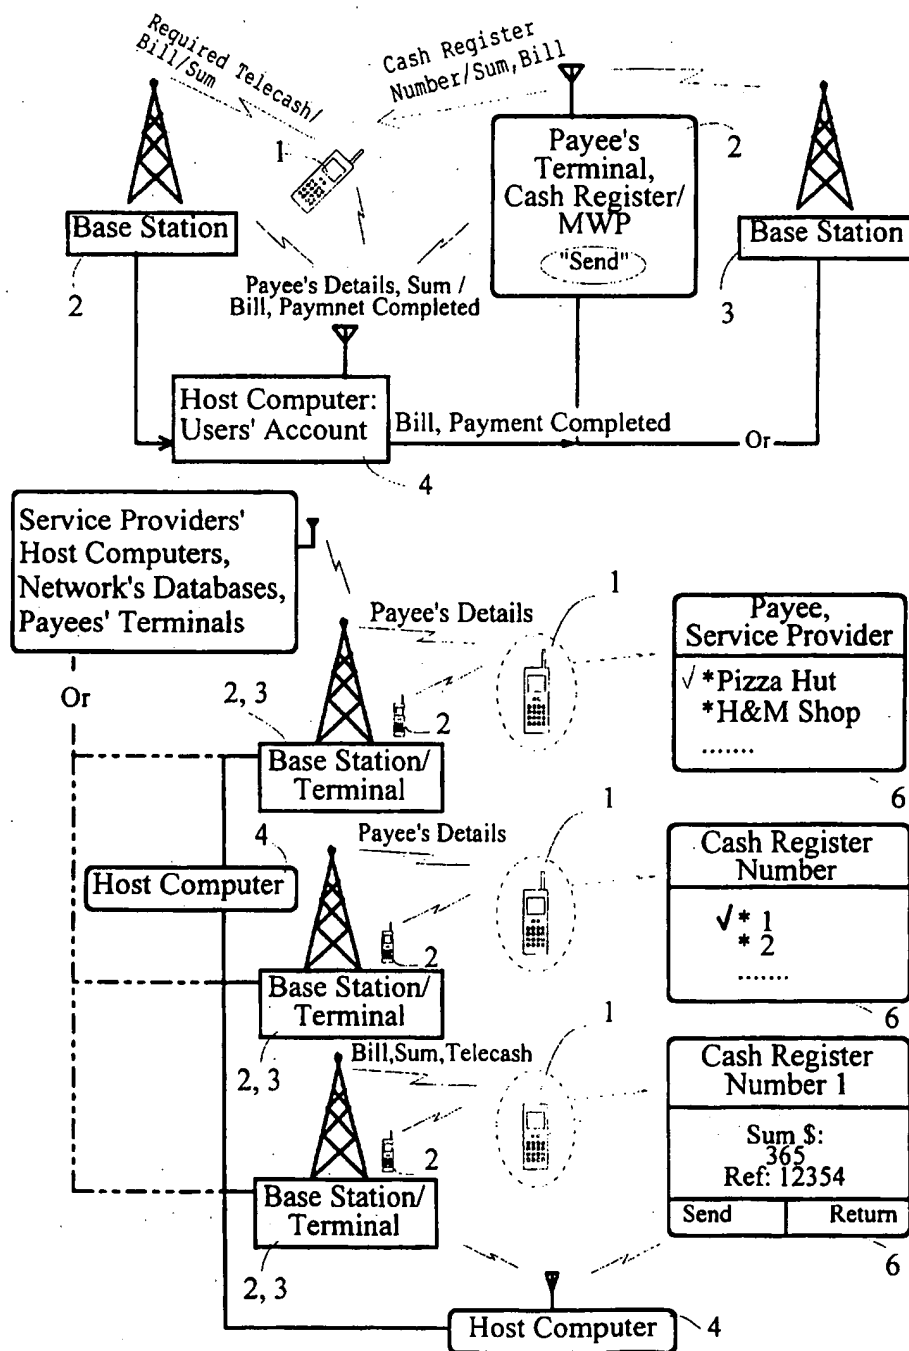 Required Telecash/
Bill/Sum
Cash Register
Number/Sum,Bill
1
2
Payee's
Terminal,
Cash Register/
MWP
"Send"
Base Station
2
Base Station
3
Payee's Details, Sum /
Bill, Paymnet Completed
Host Computer:
Users' Account
Bill, Payment Completed
Or
4
Service Providers'
Host Computers,
Network's Databases,
Payees' Terminals
Or
Payee's Details
1
Payee,
Service Provider
√ *Pizza Hut
*H&M Shop
.......
6
2, 3
2
Base Station/
Terminal
4
Host Computer
Payee's Details
1
Cash Register
Number
√ * 1
* 2
.......
6
2
Base Station/
Terminal
2, 3
Bill,Sum,Telecash
1
Cash Register
Number 1
Sum $:
365
Ref: 12354
Send Return
6
2
Base Station/
Terminal
2, 3
Host Computer
4